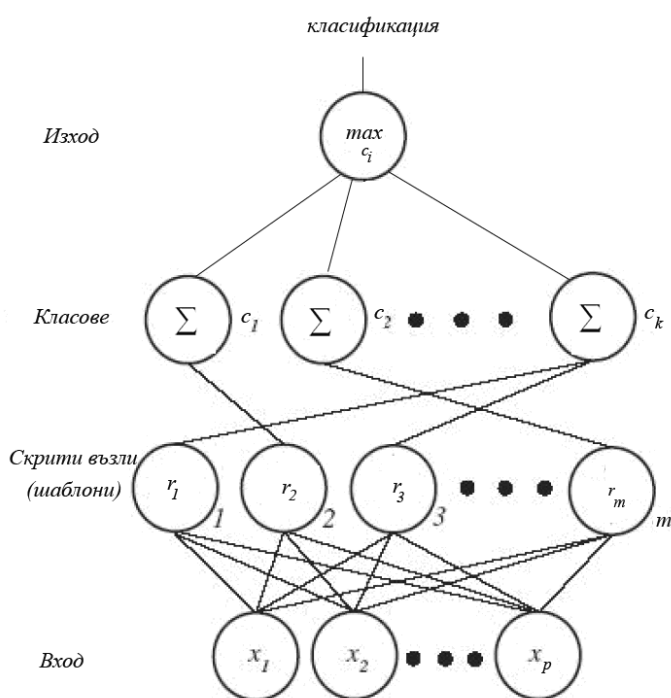 класификация
Изход
max
c_i
Класове
Σ c_1 Σ c_2 Σ c_k
Скрити възли
(шаблони)
r_1 1 r_2 2 r_3 3 r_m m
Вход
x_1 x_2 x_p